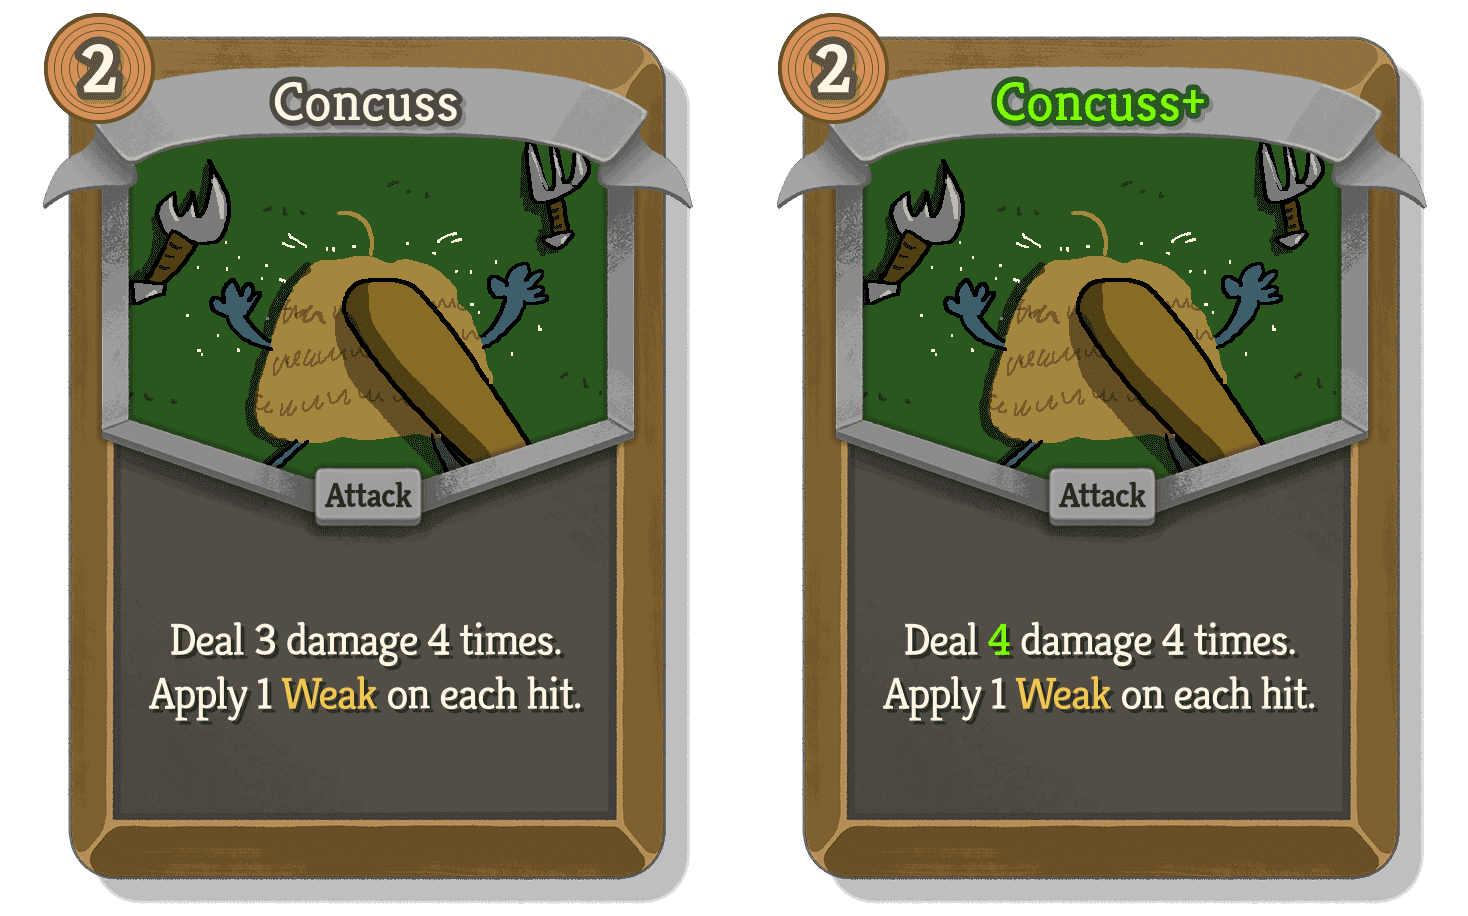 2
Concuss
Attack
Deal 3 damage 4 times.
Apply 1 Weak on each hit.
2
Concuss+
Attack
Deal 4 damage 4 times.
Apply 1 Weak on each hit.